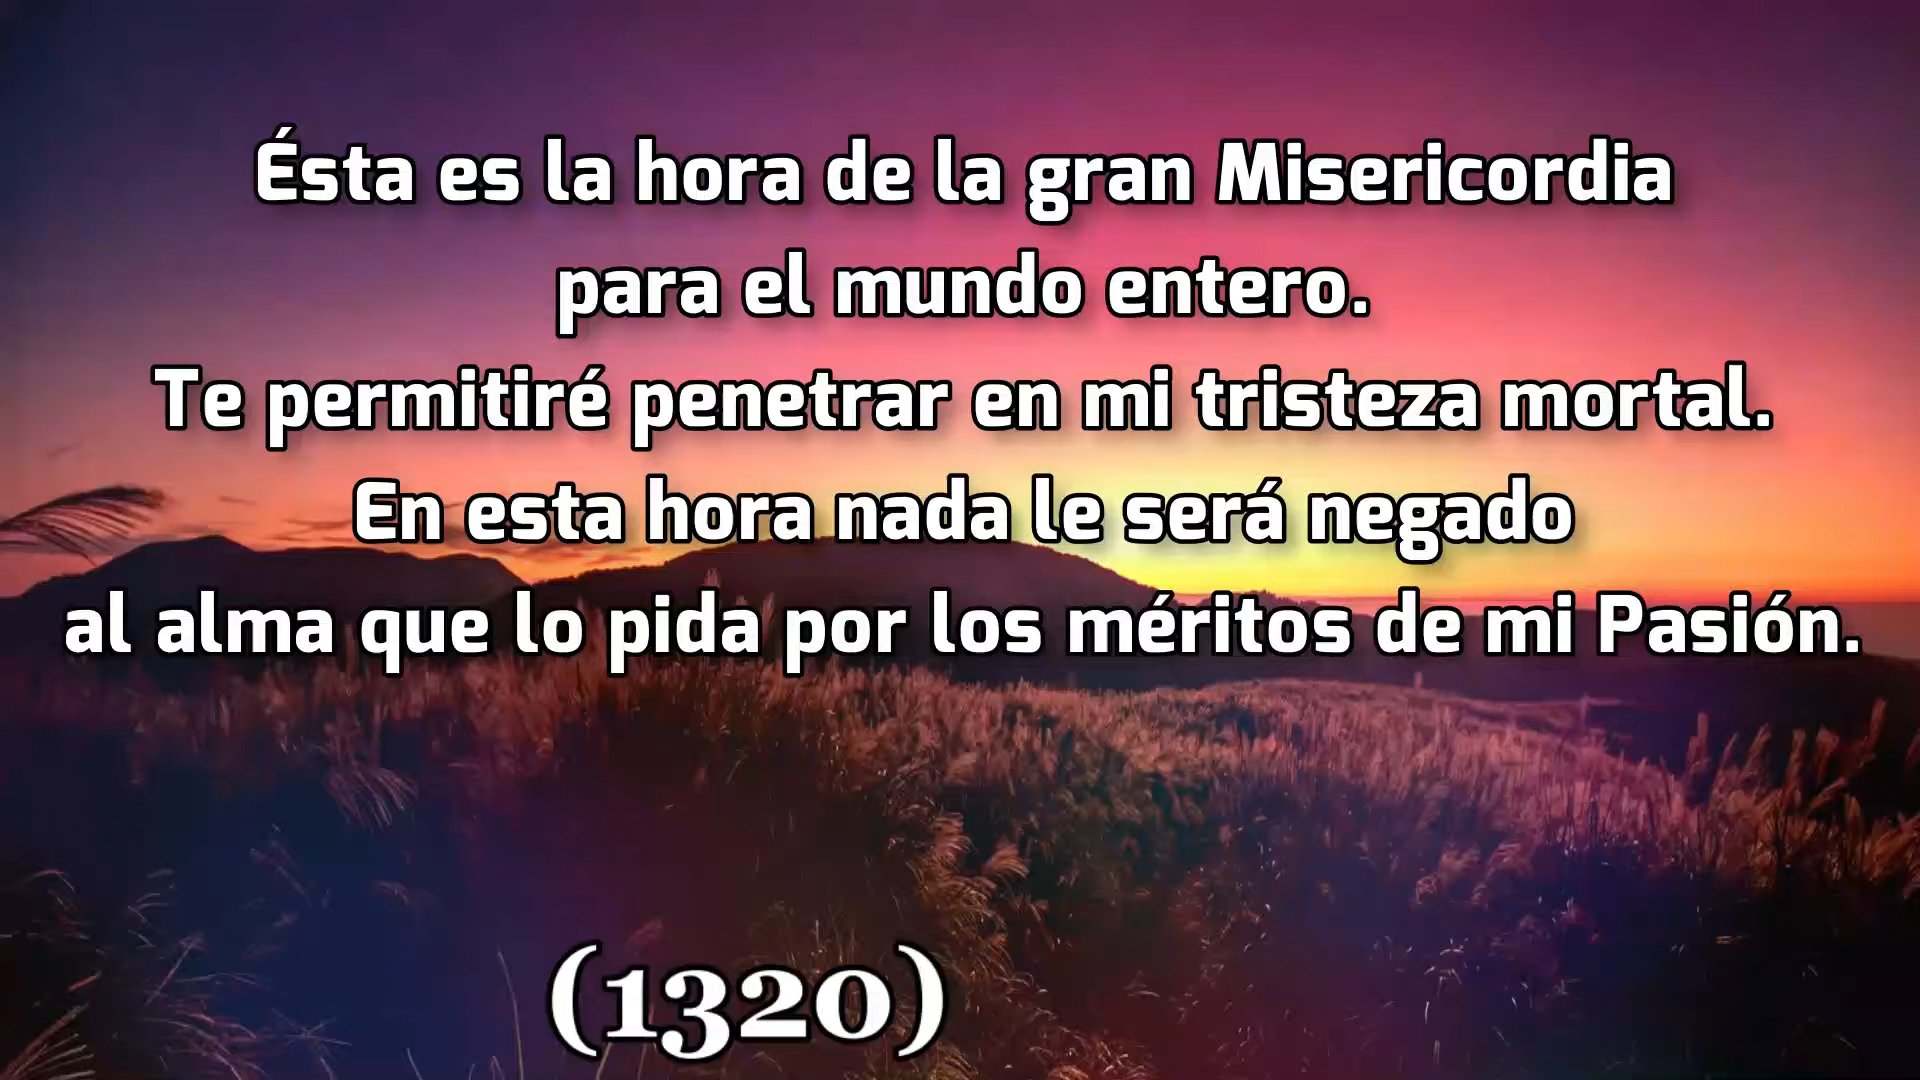 Ésta es la hora de la gran Misericordia
para el mundo entero.
Te permitiré penetrar en mi tristeza mortal.
En esta hora nada le será negado
al alma que lo pida por los méritos de mi Pasión.
(1320)